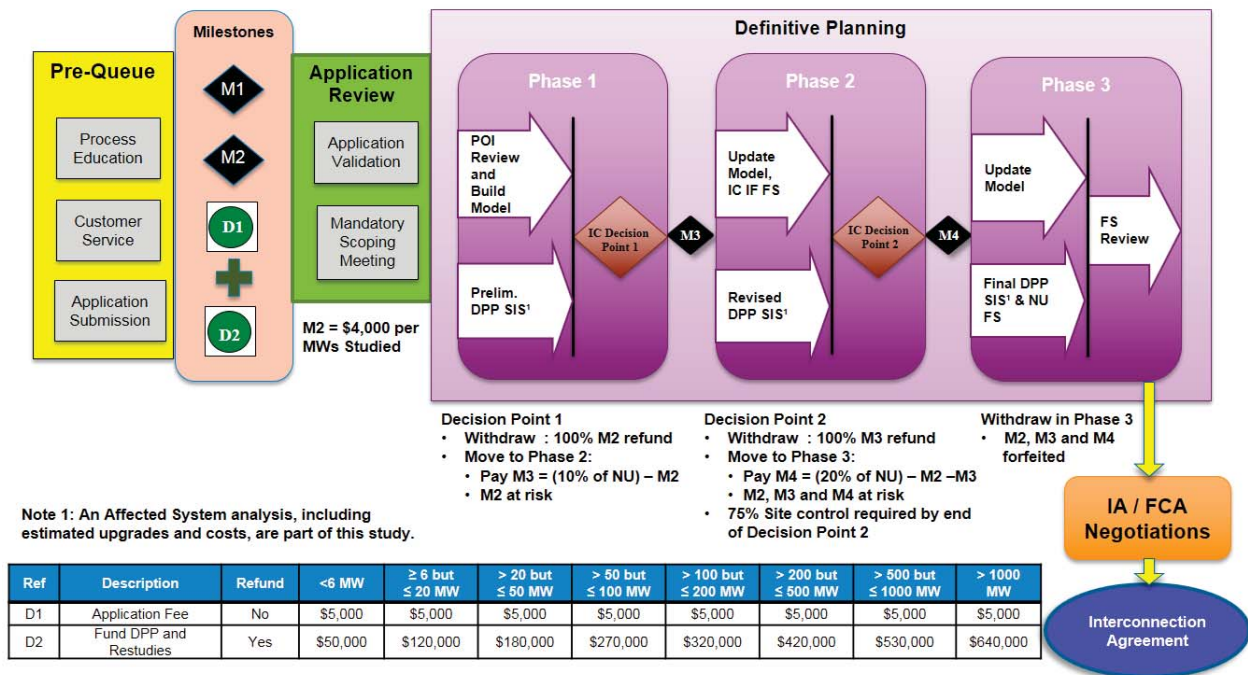 Pre-Queue
Process
Education
Customer
Service
Application
Submission
Milestones
M1
M2
D1
D2
Application
Review
Application
Validation
Mandatory
Scoping
Meeting
M2 = $4,000 per
MWs Studied
Definitive Planning
Phase 1
POI
Review
and
Build
Model
Prelim.
DPP SIS¹
IC Decision
Point 1
M3
Phase 2
Update
Model,
IC IF FS
Revised
DPP SIS¹
IC Decision
Point 2
M4
Phase 3
Update
Model
Final DPP
SIS¹ & NU
FS
FS
Review
Decision Point 1
• Withdraw : 100% M2 refund
• Move to Phase 2:
• Pay M3 = (10% of NU) – M2
• M2 at risk
Decision Point 2
• Withdraw : 100% M3 refund
• Move to Phase 3:
• Pay M4 = (20% of NU) – M2 –M3
• M2, M3 and M4 at risk
• 75% Site control required by end
of Decision Point 2
Withdraw in Phase 3
• M2, M3 and M4
forfeited
IA / FCA
Negotiations
Interconnection
Agreement
Note 1: An Affected System analysis, including
estimated upgrades and costs, are part of this study.
Ref Description Refund <6 MW ≥ 6 but ≤ 20 MW > 20 but ≤ 50 MW > 50 but ≤ 100 MW > 100 but ≤ 200 MW > 200 but ≤ 500 MW > 500 but ≤ 1000 MW > 1000 MW
D1 Application Fee No $5,000 $5,000 $5,000 $5,000 $5,000 $5,000 $5,000 $5,000
D2 Fund DPP and Restudies Yes $50,000 $120,000 $180,000 $270,000 $320,000 $420,000 $530,000 $640,000